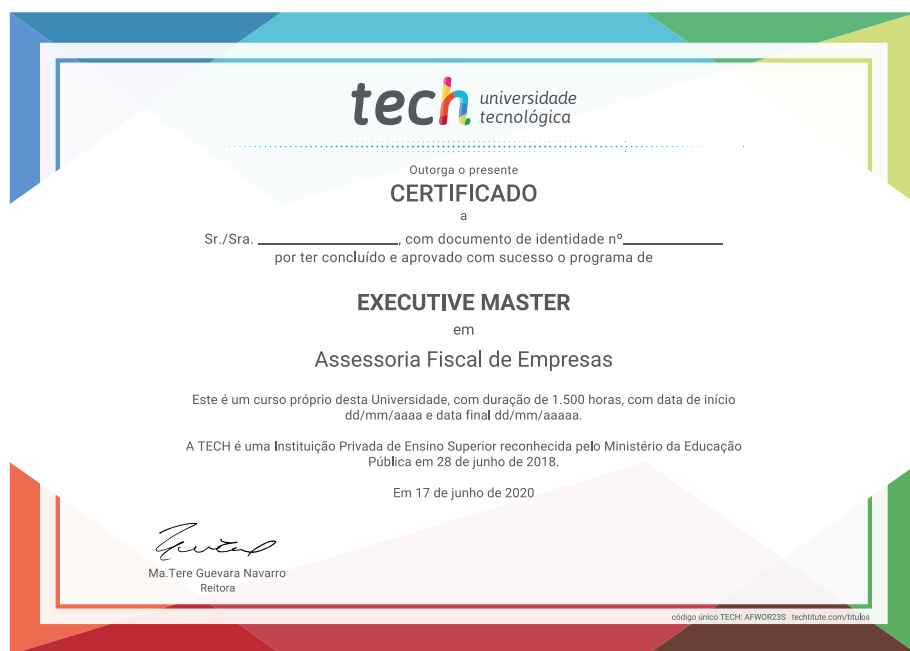 tech universidade
tecnológica
Outorga o presente
CERTIFICADO
a
Sr./Sra. ________________, com documento de identidade nº____________
por ter concluído e aprovado com sucesso o programa de
EXECUTIVE MASTER
em
Assessoria Fiscal de Empresas
Este é um curso próprio desta Universidade, com duração de 1.500 horas, com data de início
dd/mm/aaaa e data final dd/mm/aaaaa.
A TECH é uma Instituição Privada de Ensino Superior reconhecida pelo Ministério da Educação
Pública em 28 de junho de 2018.
Em 17 de junho de 2020
Ma.Tere Guevara Navarro
Reitora
código único TECH: AFWOR23S techtitute.com/titulos